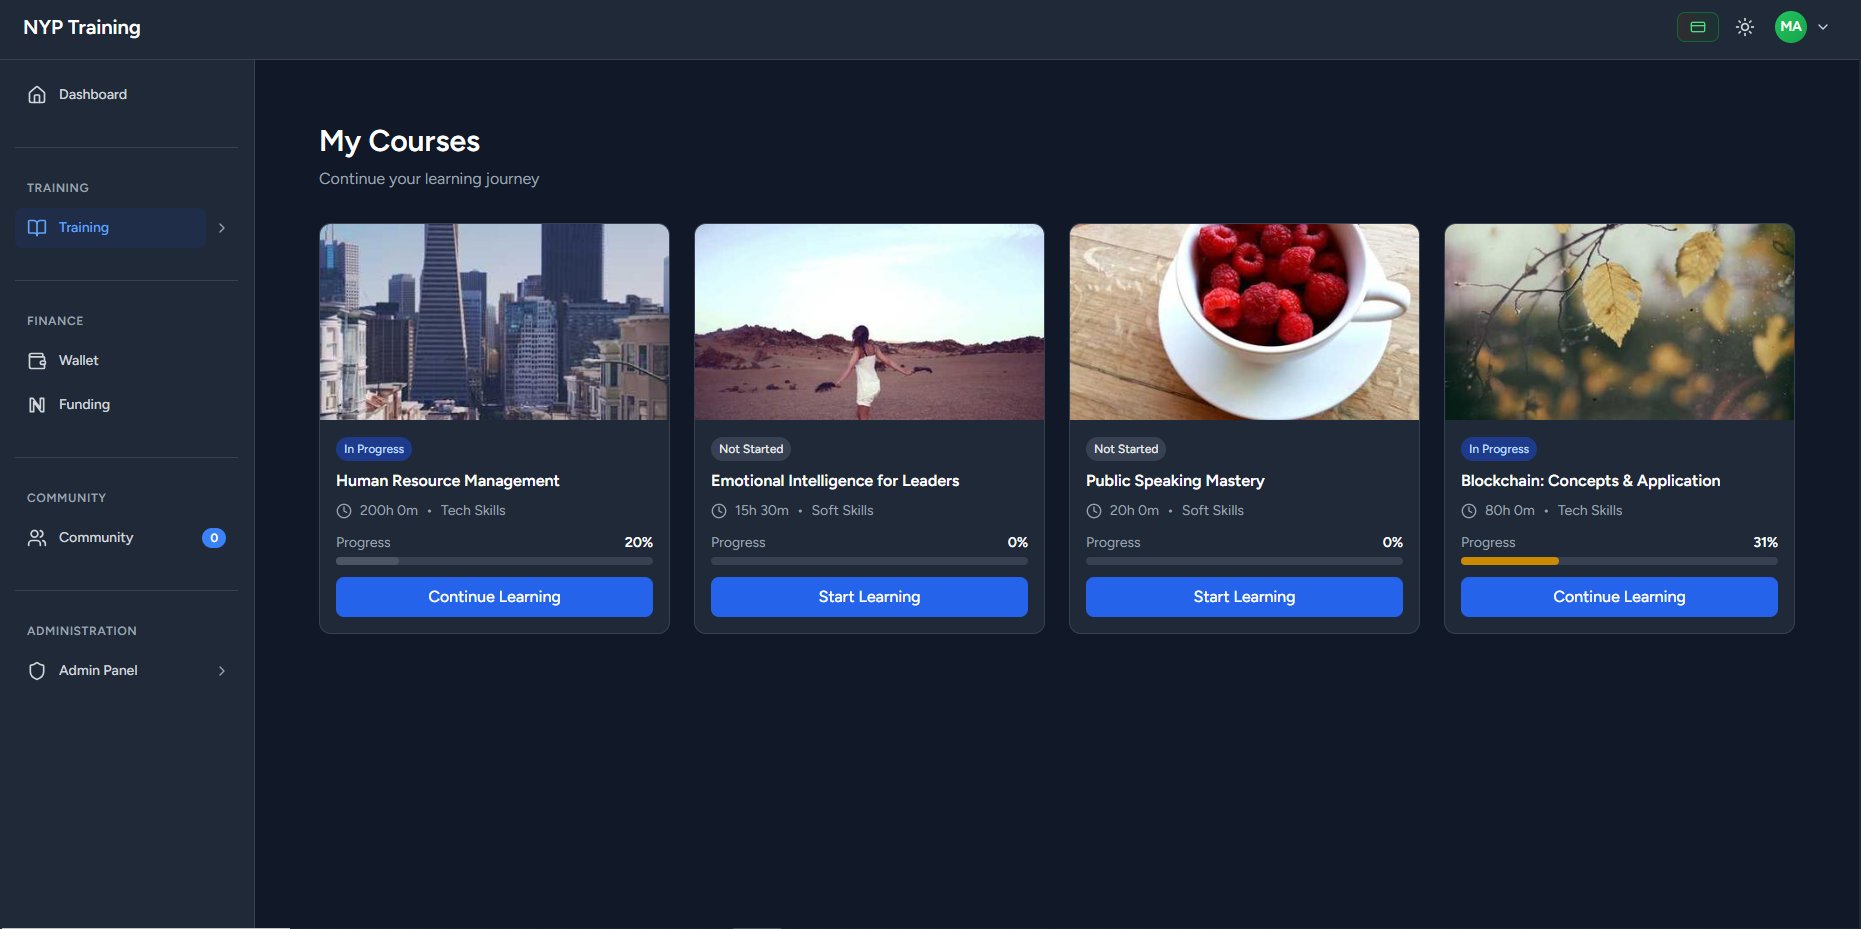 NYP Training
MA
Dashboard
TRAINING
Training
FINANCE
Wallet
Funding
COMMUNITY
Community 0
ADMINISTRATION
Admin Panel
My Courses
Continue your learning journey
In Progress
Human Resource Management
200h 0m • Tech Skills
Progress 20%
Continue Learning
Not Started
Emotional Intelligence for Leaders
15h 30m • Soft Skills
Progress 0%
Start Learning
Not Started
Public Speaking Mastery
20h 0m • Soft Skills
Progress 0%
Start Learning
In Progress
Blockchain: Concepts & Application
80h 0m • Tech Skills
Progress 31%
Continue Learning